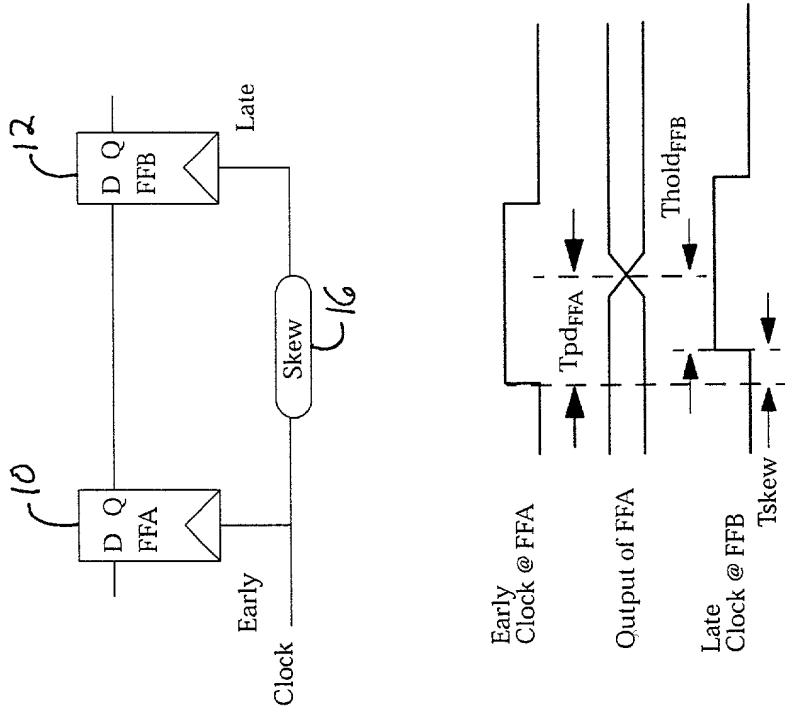 10
12
D Q
FFA
D Q
FFB
Early
Late
Clock
Skew
16
Early
Clock @ FFA
Tpd_FFA
Output of FFA
Thold_FFB
Late
Clock @ FFB
Tskew